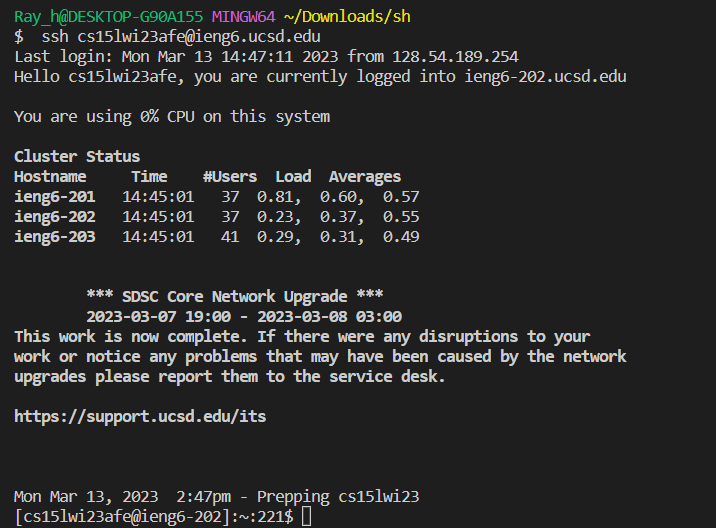 Ray_h@DESKTOP-G90A155 MINGW64 ~/Downloads/sh
$  ssh cs15lwi23afe@ieng6.ucsd.edu
Last login: Mon Mar 13 14:47:11 2023 from 128.54.189.254
Hello cs15lwi23afe, you are currently logged into ieng6-202.ucsd.edu
You are using 0% CPU on this system
Cluster Status
Hostname     Time    #Users  Load  Averages
ieng6-201   14:45:01   37  0.81,  0.60,  0.57
ieng6-202   14:45:01   37  0.23,  0.37,  0.55
ieng6-203   14:45:01   41  0.29,  0.31,  0.49
*** SDSC Core Network Upgrade ***
2023-03-07 19:00 - 2023-03-08 03:00
This work is now complete. If there were any disruptions to your
work or notice any problems that may have been caused by the network
upgrades please report them to the service desk.
https://support.ucsd.edu/its
Mon Mar 13, 2023  2:47pm - Prepping cs15lwi23
[cs15lwi23afe@ieng6-202]:~:221$